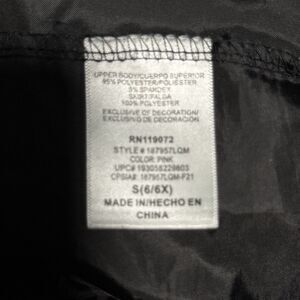 UPPER BODY/CUERPO SUPERIOR
95% POLYESTER/POLIESTER
5% SPANDEX
SKIRT/FALDA
100% POLYESTER
EXCLUSIVE OF DECORATION/
EXCLUSIVO DE DECORACIÓN
RN119072
STYLE # 187957LQM
COLOR: PINK
UPC# 193058229803
CPSIA#: 187957LQM-F21
S(6/6X)
MADE IN/HECHO EN
CHINA